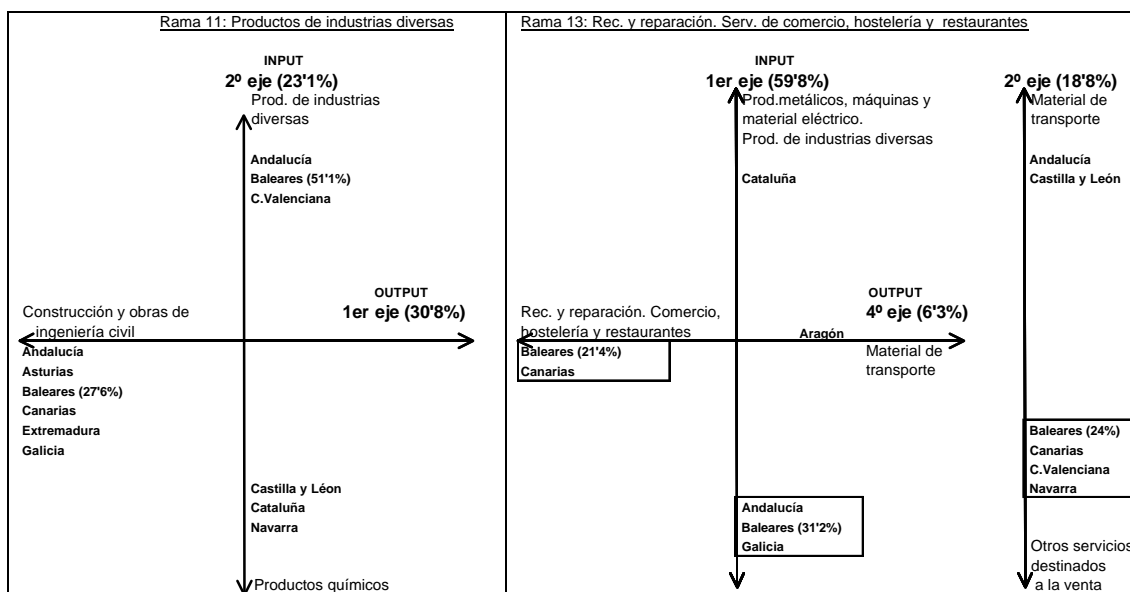 Rama 11: Productos de industrias diversas
INPUT
2º eje (23'1%)
Prod. de industrias
diversas
Andalucía
Baleares (51'1%)
C.Valenciana
OUTPUT
1er eje (30'8%)
Construcción y obras de
ingeniería civil
Andalucía
Asturias
Baleares (27'6%)
Canarias
Extremadura
Galicia
Castilla y Léon
Cataluña
Navarra
Productos químicos
Rama 13: Rec. y reparación. Serv. de comercio, hostelería y restaurantes
INPUT
1er eje (59'8%)
Prod.metálicos, máquinas y
material eléctrico.
Prod. de industrias diversas
Cataluña
OUTPUT
4º eje (6'3%)
Rec. y reparación. Comercio,
hostelería y restaurantes
Aragón
Baleares (21'4%)
Canarias
Material de
transporte
Andalucía
Baleares (31'2%)
Galicia
2º eje (18'8%)
Material de
transporte
Andalucía
Castilla y León
Baleares (24%)
Canarias
C.Valenciana
Navarra
Otros servicios
destinados
a la venta